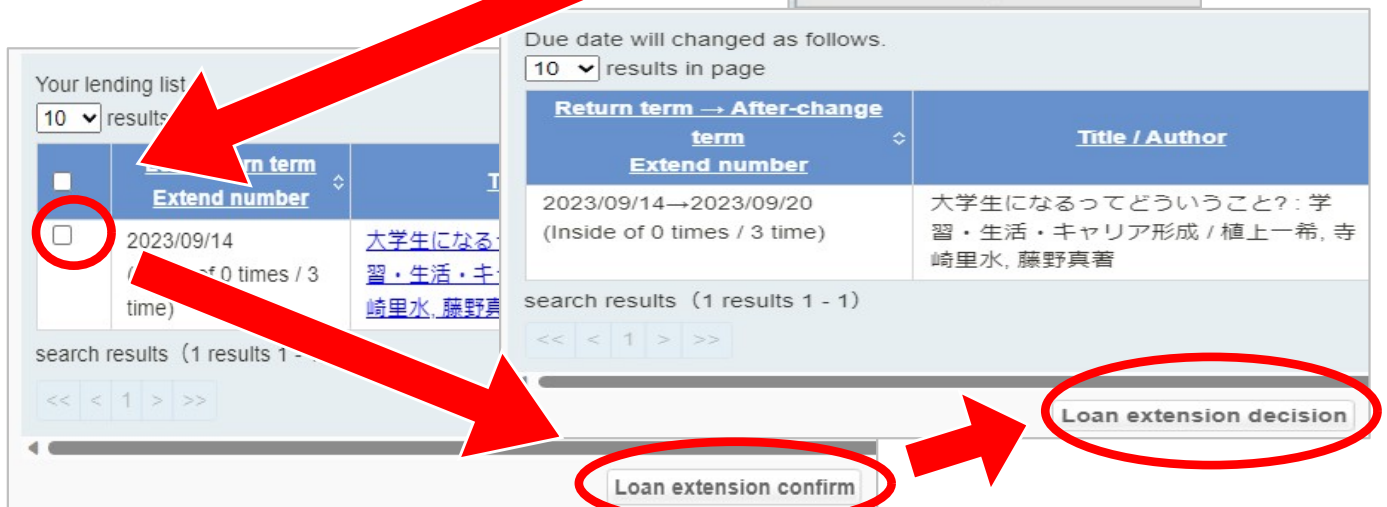 Your lending list
10 results
rn term
Extend number
2023/09/14
of 0 times / 3
time)
大学生になる
習・生活・キ
崎里水, 藤野真
search results（1 results 1 -
<< < 1 > >>
Loan extension confirm
Due date will changed as follows.
10 results in page
Return term → After-change
term
Extend number
Title / Author
2023/09/14→2023/09/20
(Inside of 0 times / 3 time)
大学生になるってどういうこと? : 学
習・生活・キャリア形成 / 植上一希, 寺
崎里水, 藤野真著
search results（1 results 1 - 1）
<< < 1 > >>
Loan extension decision